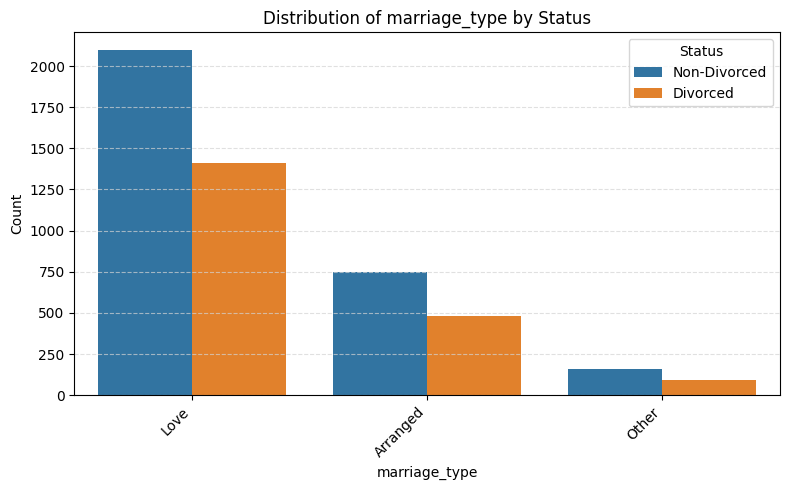 Distribution of marriage_type by Status
Status
Non-Divorced
Divorced
Count
2000
1750
1500
1250
1000
750
500
250
0
Love
Arranged
Other
marriage_type